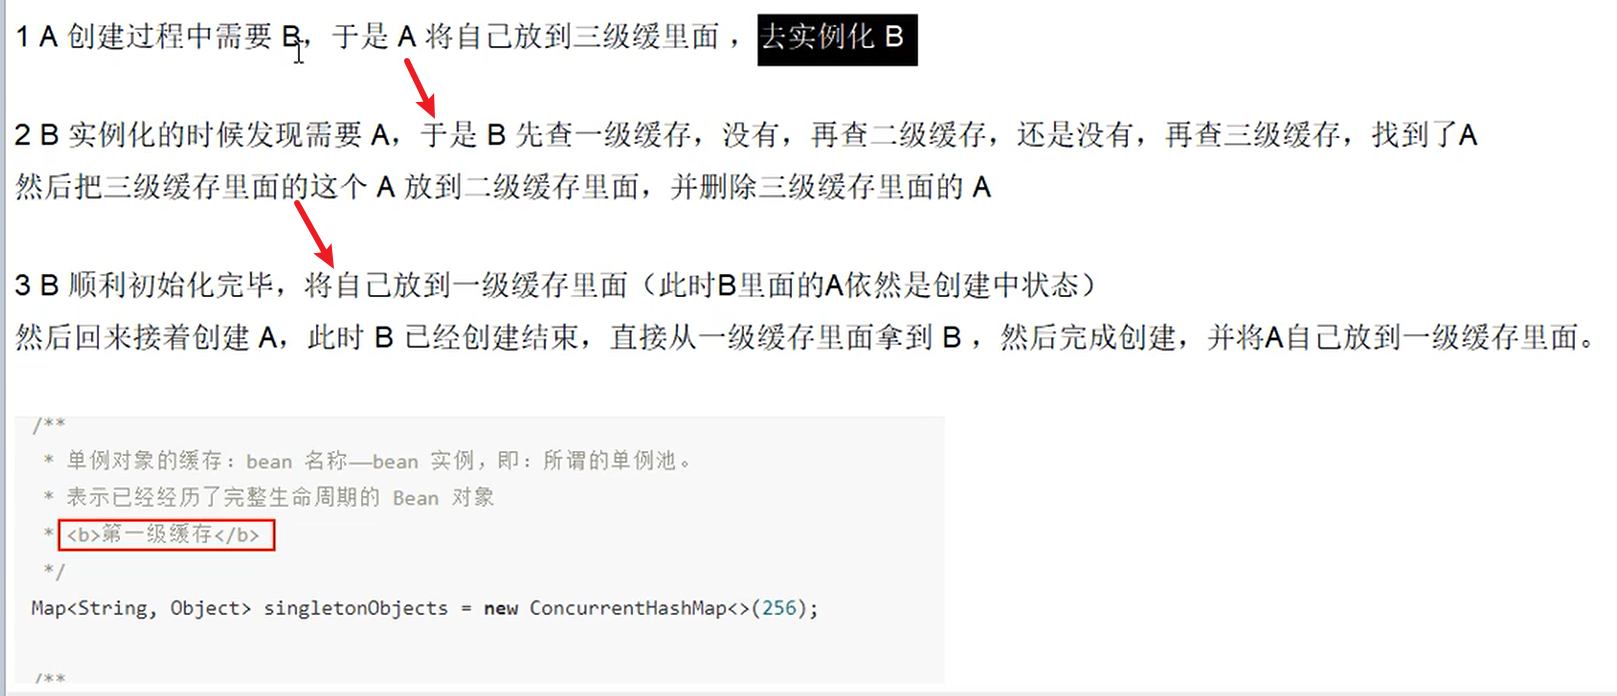 1 A 创建过程中需要 B，于是 A 将自己放到三级缓里面 ，去实例化 B
2 B 实例化的时候发现需要 A，于是 B 先查一级缓存，没有，再查二级缓存，还是没有，再查三级缓存，找到了A
然后把三级缓存里面的这个 A 放到二级缓存里面，并删除三级缓存里面的 A
3 B 顺利初始化完毕，将自己放到一级缓存里面（此时B里面的A依然是创建中状态）
然后回来接着创建 A，此时 B 已经创建结束，直接从一级缓存里面拿到 B ，然后完成创建，并将A自己放到一级缓存里面。
/**
* 单例对象的缓存：bean 名称——bean 实例，即：所谓的单例池。
* 表示已经经历了完整生命周期的 Bean 对象
* <b>第一级缓存</b>
*/
Map<String, Object> singletonObjects = new ConcurrentHashMap<>(256);
/**